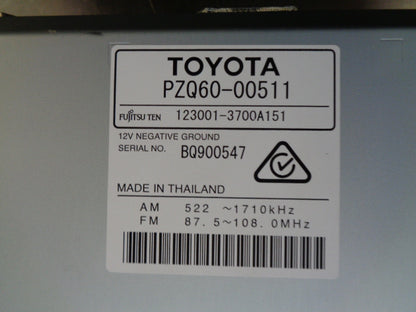 TOYOTA
PZQ60-00511
FUJITSU TEN 123001-3700A151
12V NEGATIVE GROUND
SERIAL NO. BQ900547
MADE IN THAILAND
AM 522 ~1710kHz
FM 87.5~108.0MHz